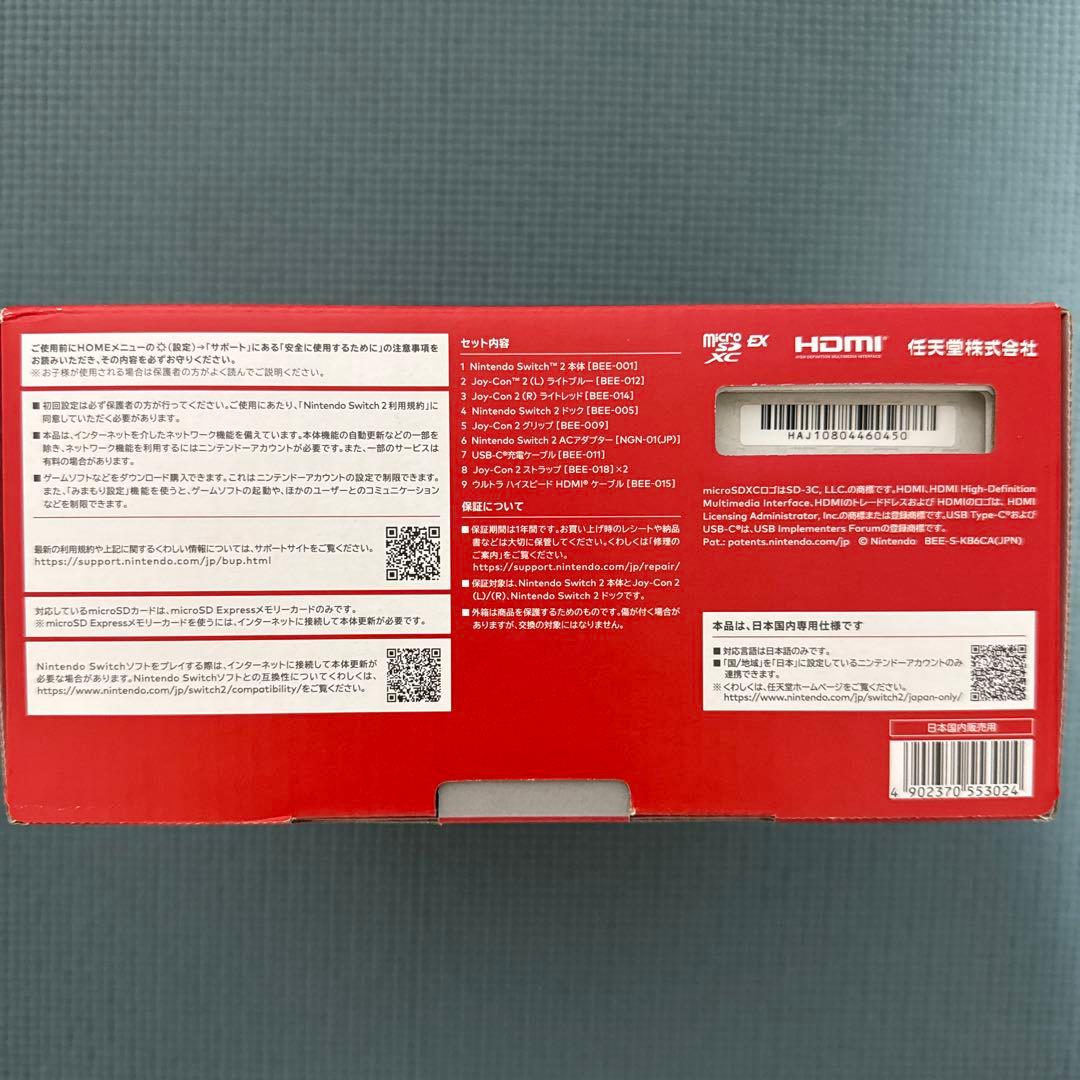 ご使用前にHOMEメニューの(設定)→「サポート」にある「安全に使用するために」の注意事項を
お読みいただき、その内容を必ずお守りください。
※お子様が使用される場合は保護者の方がよく読んでご説明ください。
■初回設定は必ず保護者の方が行ってください。ご使用にあたり、「Nintendo Switch 2 利用規約」に
同意していただく必要があります。
■本品は、インターネットを介したネットワーク機能を備えています。本体機能の自動更新などの一部を
除き、ネットワーク機能を利用するにはニンテンドーアカウントが必要です。また、一部のサービスは
有料の場合があります。
■ゲームソフトなどをダウンロード購入できます。これはニンテンドーアカウントの設定で制限できます。
また、「みまもり設定」機能を使うと、ゲームソフトの起動や、ほかのユーザーとのコミュニケーション
などを制限できます。
最新の利用規約や上記に関するくわしい情報については、サポートサイトをご覧ください。
https://support.nintendo.com/jp/bup.html
対応しているmicroSDカードは、microSD Expressメモリーカードのみです。
※microSD Expressメモリーカードを使うには、インターネットに接続して本体更新が必要です。
Nintendo Switchソフトをプレイする際は、インターネットに接続して本体更新が
必要な場合があります。Nintendo Switchソフトとの互換性についてくわしくは、
https://www.nintendo.com/jp/switch2/compatibility/をご覧ください。
セット内容
1 Nintendo Switch™ 2 本体 [BEE-001]
2 Joy-Con™ 2 (L) ライトブルー [BEE-012]
3 Joy-Con 2 (R) ライトレッド [BEE-014]
4 Nintendo Switch 2 ドック [BEE-005]
5 Joy-Con 2 グリップ [BEE-009]
6 Nintendo Switch 2 ACアダプター [NGN-01(JP)]
7 USB-C®充電ケーブル [BEE-011]
8 Joy-Con 2 ストラップ [BEE-018]×2
9 ウルトラ ハイスピード HDMI® ケーブル [BEE-015]
保証について
■保証期間は1年間です。お買い上げ時のレシートや納品
書などは大切に保管してください。くわしくは「修理の
ご案内」をご覧ください。
https://support.nintendo.com/jp/repair/
■保証対象は、Nintendo Switch 2 本体とJoy-Con 2
(L)/(R)、Nintendo Switch 2 ドックです。
■外箱は商品を保護するためのものです。傷が付く場合が
ありますが、交換の対象にはなりません。
micro SD XC EX
HDMI®
HIGH-DEFINITION MULTIMEDIA INTERFACE
任天堂株式会社
HAJ10804460450
microSDXCロゴはSD-3C, LLC.の商標です。HDMI、HDMI High-Definition
Multimedia Interface、HDMIのトレードドレスおよび HDMIのロゴは、HDMI
Licensing Administrator, Inc.の商標または登録商標です。USB Type-C®および
USB-C®は、USB Implementers Forumの登録商標です。
Pat.: patents.nintendo.com/jp © Nintendo BEE-S-KB6CA(JPN)
本品は、日本国内専用仕様です
■対応言語は日本語のみです。
■「国/地域」を「日本」に設定しているニンテンドーアカウントのみ
連携できます。
※くわしくは、任天堂ホームページをご覧ください。
https://www.nintendo.com/jp/switch2/japan-only/
日本国内販売用
4 902370 553024